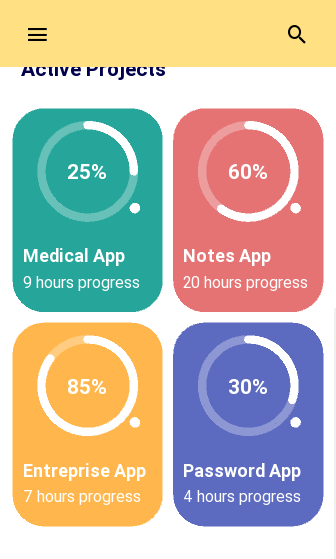 Active Projects
25%
60%
Medical App
9 hours progress
Notes App
20 hours progress
85%
30%
Entreprise App
7 hours progress
Password App
4 hours progress